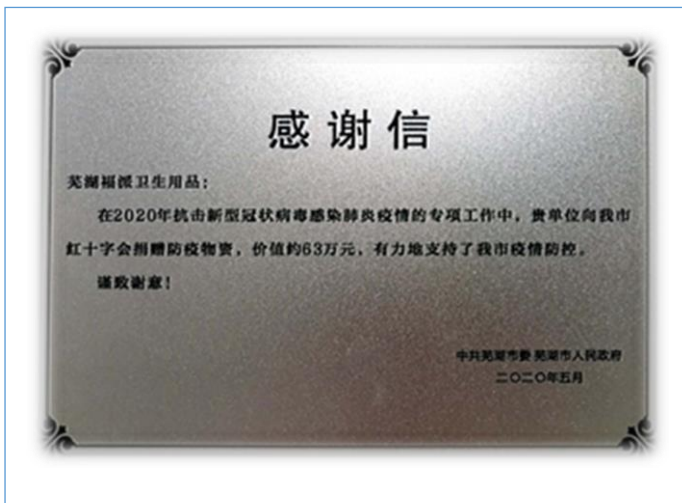 感谢信
芜湖福派卫生用品：
在2020年抗击新型冠状病毒感染肺炎疫情的专项工作中，贵单位向我市
红十字会捐赠防疫物资，价值约63万元，有力地支持了我市疫情防控。
谨致谢意！
中共芜湖市委 芜湖市人民政府
二〇二〇年五月